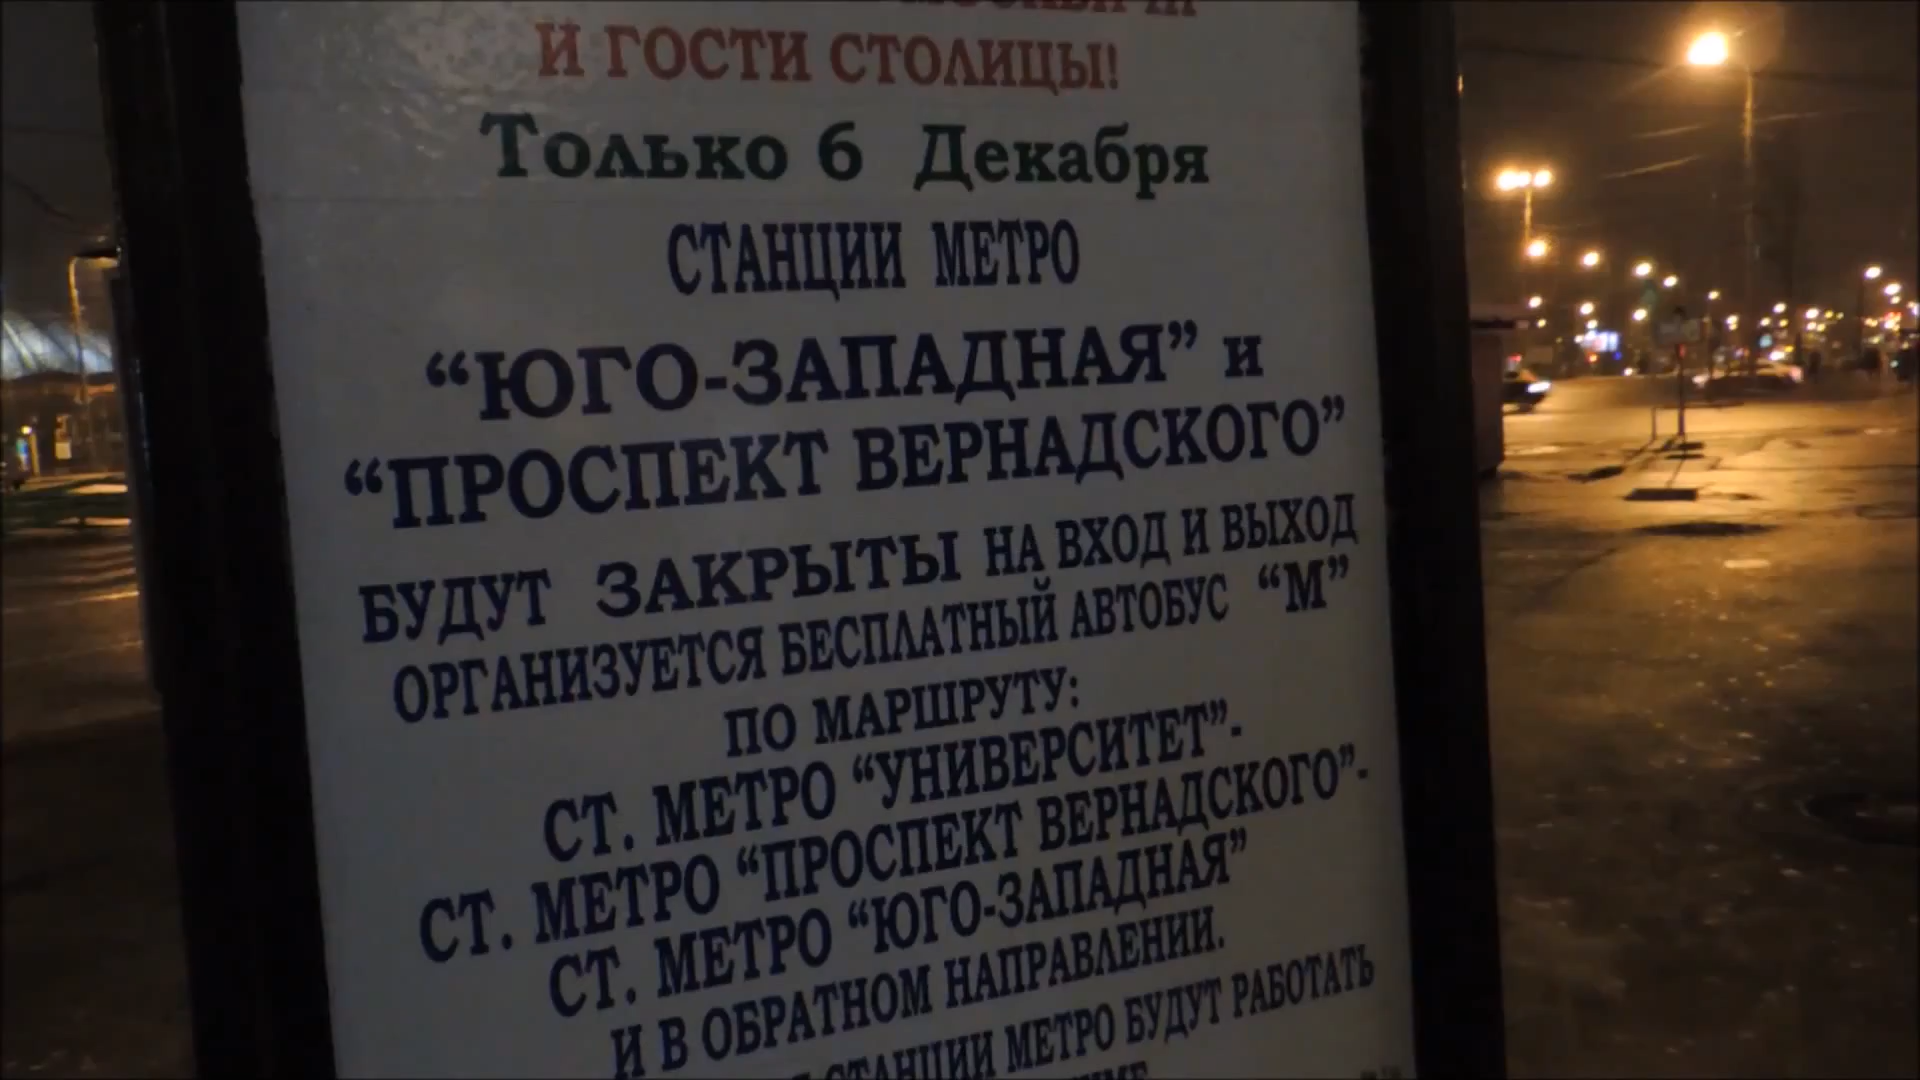 И ГОСТИ СТОЛИЦЫ!
Только 6 Декабря
СТАНЦИИ МЕТРО
“ЮГО-ЗАПАДНАЯ” и
“ПРОСПЕКТ ВЕРНАДСКОГО”
БУДУТ ЗАКРЫТЫ НА ВХОД И ВЫХОД
ОРГАНИЗУЕТСЯ БЕСПЛАТНЫЙ АВТОБУС “М”
ПО МАРШРУТУ:
СТ. МЕТРО “УНИВЕРСИТЕТ”-
СТ. МЕТРО “ПРОСПЕКТ ВЕРНАДСКОГО”-
СТ. МЕТРО “ЮГО-ЗАПАДНАЯ”
И В ОБРАТНОМ НАПРАВЛЕНИИ.
СТАНЦИИ МЕТРО БУДУТ РАБОТАТЬ